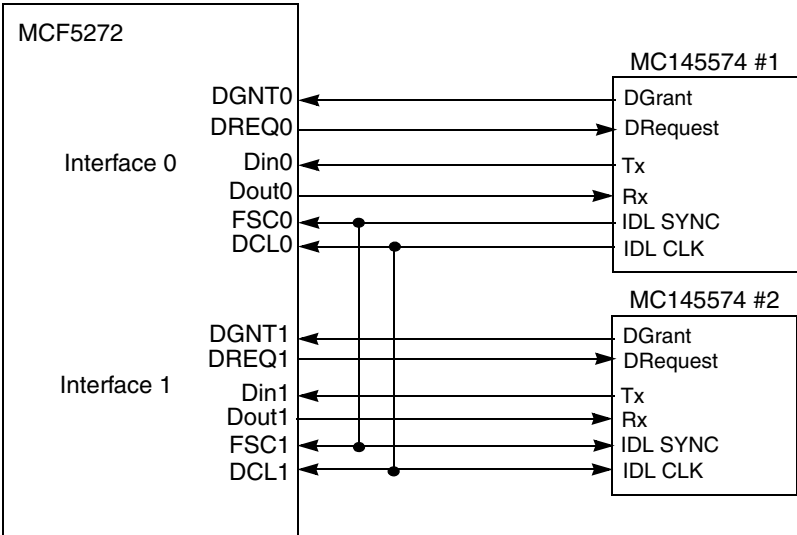 MCF5272
MC145574 #1
DGNT0
DGrant
DREQ0
DRequest
Interface 0
Din0
Tx
Dout0
Rx
FSC0
IDL SYNC
DCL0
IDL CLK
MC145574 #2
DGNT1
DGrant
DREQ1
DRequest
Interface 1
Din1
Tx
Dout1
Rx
FSC1
IDL SYNC
DCL1
IDL CLK